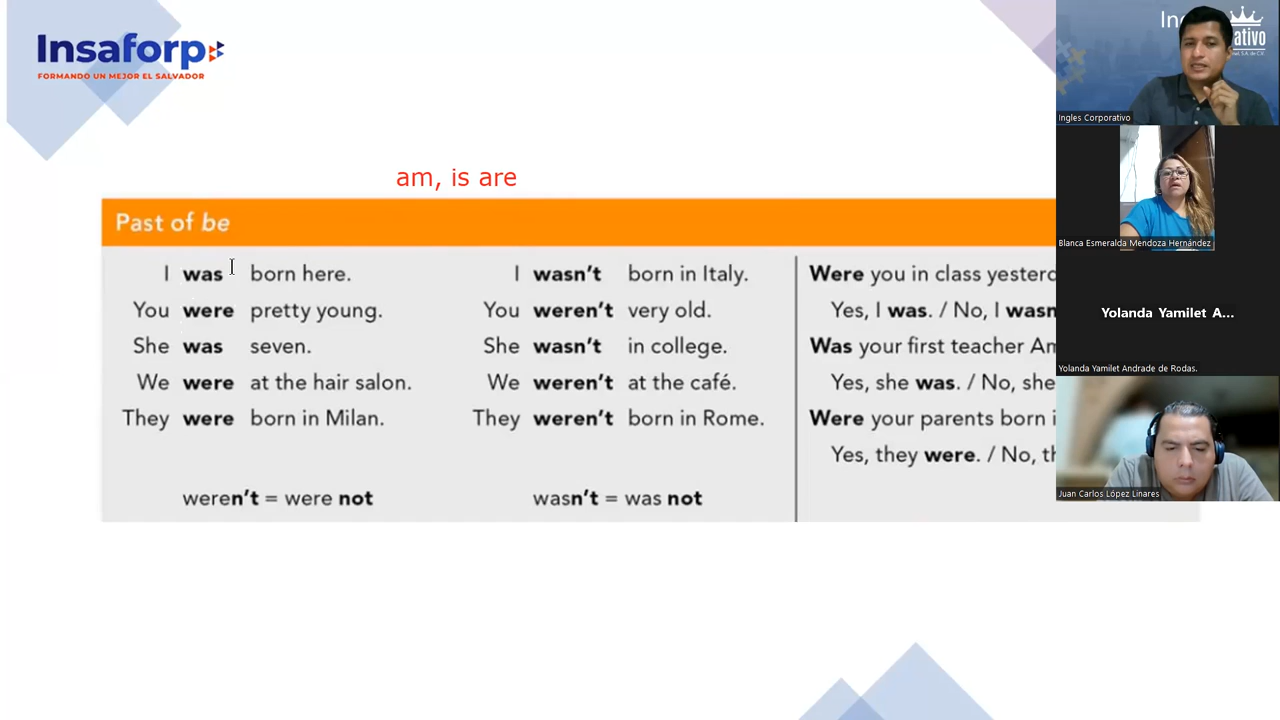 Insaforp
FORMANDO UN MEJOR EL SALVADOR
am, is are
Past of be
I was born here.
You were pretty young.
She was seven.
We were at the hair salon.
They were born in Milan.
weren't = were not
I wasn't born in Italy.
You weren't very old.
She wasn't in college.
We weren't at the café.
They weren't born in Rome.
wasn't = was not
Were you in class
Yes, I was. / No, I
Was your first teacher
Yes, she was. / No, she
Were your parents born
Yes, they were. / No,
ativo
Ingles Corporativo
Blanca Esmeralda Mendoza Hernández
Yolanda Yamilet A...
Yolanda Yamilet Andrade de Rodas.
Juan Carlos López Linares